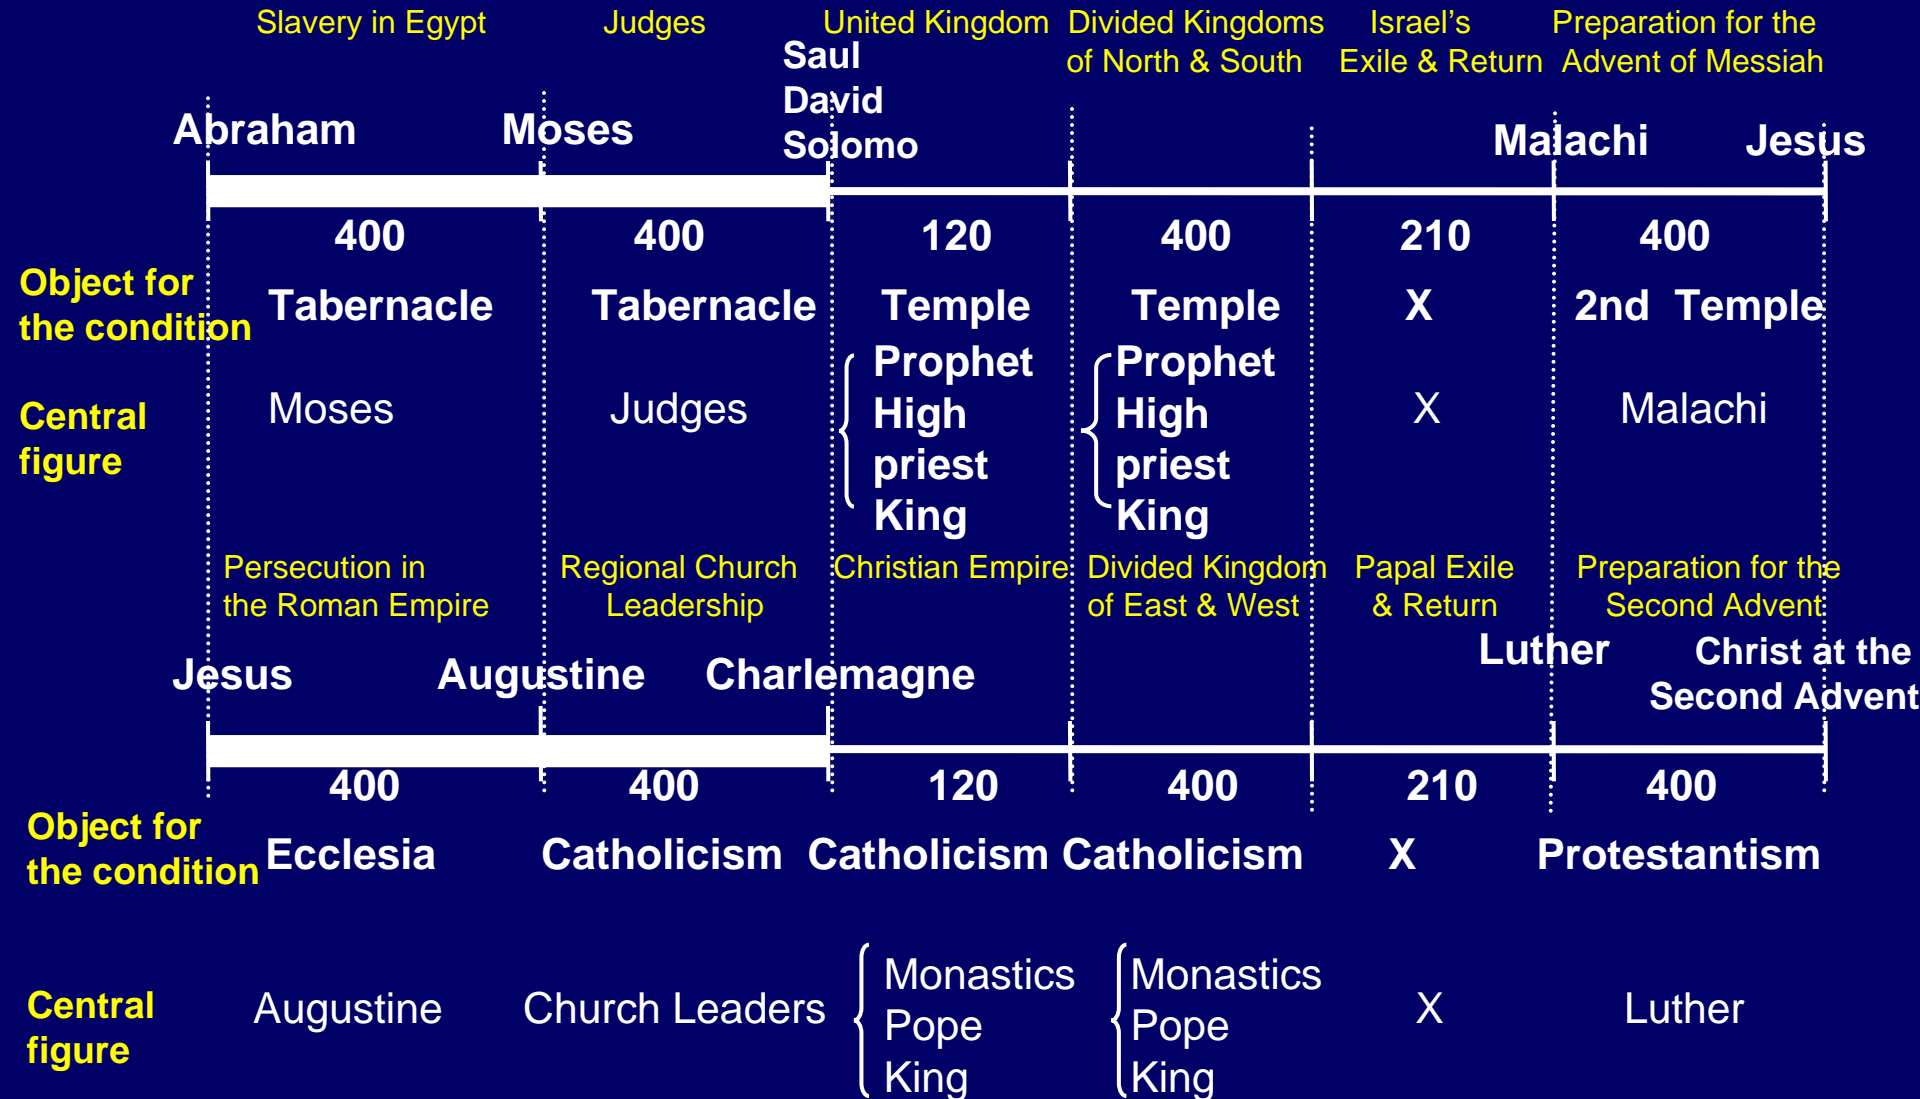 Slavery in Egypt
Judges
United Kingdom
Divided Kingdoms
of North & South
Israel's
Exile & Return
Preparation for the
Advent of Messiah
Abraham
Moses
Saul
David
Solomo
Malachi
Jesus
400
400
120
400
210
400
Object for
the condition
Tabernacle
Tabernacle
Temple
Temple
X
2nd Temple
Central
figure
Moses
Judges
Prophet
High
priest
King
Prophet
High
priest
King
X
Malachi
Persecution in
the Roman Empire
Regional Church
Leadership
Christian Empire
Divided Kingdom
of East & West
Papal Exile
& Return
Preparation for the
Second Advent
Jesus
Augustine
Charlemagne
Luther
Christ at the
Second Advent
400
400
120
400
210
400
Object for
the condition
Ecclesia
Catholicism
Catholicism
Catholicism
X
Protestantism
Central
figure
Augustine
Church Leaders
Monastics
Pope
King
Monastics
Pope
King
X
Luther